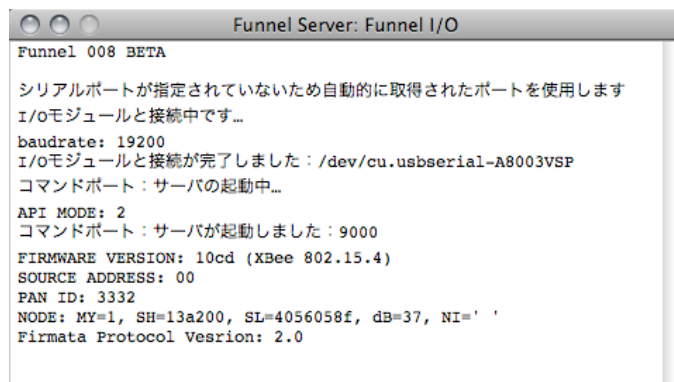 Funnel Server: Funnel I/O
Funnel 008 BETA
シリアルポートが指定されていないため自動的に取得されたポートを使用します
I/Oモジュールと接続中です…
baudrate: 19200
I/Oモジュールと接続が完了しました：/dev/cu.usbserial-A8003VSP
コマンドポート：サーバの起動中…
API MODE: 2
コマンドポート：サーバが起動しました：9000
FIRMWARE VERSION: 10cd (XBee 802.15.4)
SOURCE ADDRESS: 00
PAN ID: 3332
NODE: MY=1, SH=13a200, SL=4056058f, dB=37, NI=' '
Firmata Protocol Vesrion: 2.0